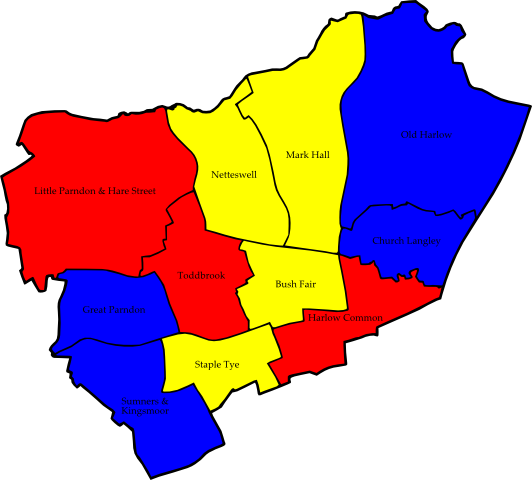 Old Harlow
Mark Hall
Netteswell
Little Parndon & Hare Street
Church Langley
Toddbrook
Bush Fair
Great Parndon
Harlow Common
Staple Tye
Sumners &
Kingsmoor